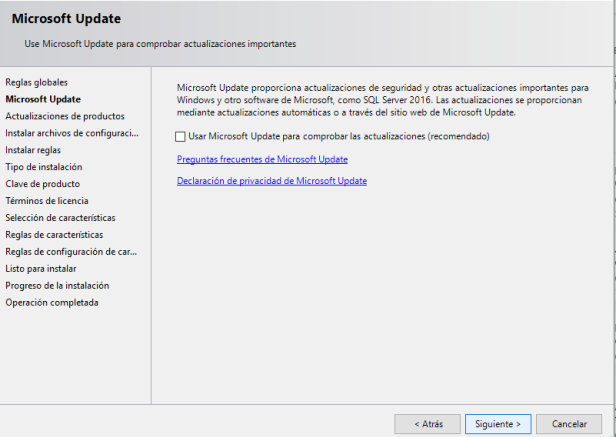 Microsoft Update
Use Microsoft Update para comprobar actualizaciones importantes
Reglas globales
Microsoft Update
Actualizaciones de productos
Instalar archivos de configuraci...
Instalar reglas
Tipo de instalación
Clave de producto
Términos de licencia
Selección de características
Reglas de características
Reglas de configuración de car...
Listo para instalar
Progreso de la instalación
Operación completada
Microsoft Update proporciona actualizaciones de seguridad y otras actualizaciones importantes para
Windows y otro software de Microsoft, como SQL Server 2016. Las actualizaciones se proporcionan
mediante actualizaciones automáticas o a través del sitio web de Microsoft Update.
Usar Microsoft Update para comprobar las actualizaciones (recomendado)
Preguntas frecuentes de Microsoft Update
Declaración de privacidad de Microsoft Update
< Atrás
Siguiente >
Cancelar